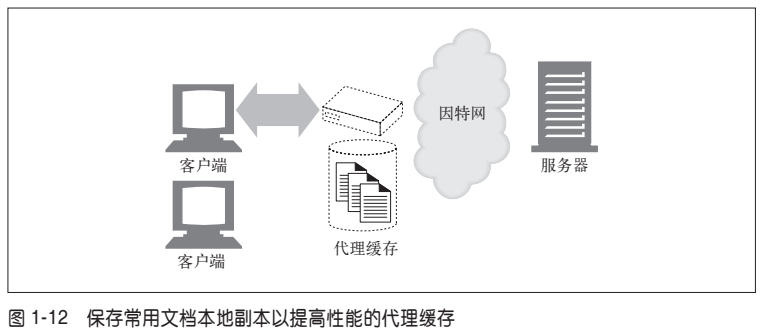 因特网
客户端
服务器
代理缓存
客户端
图 1-12 保存常用文档本地副本以提高性能的代理缓存